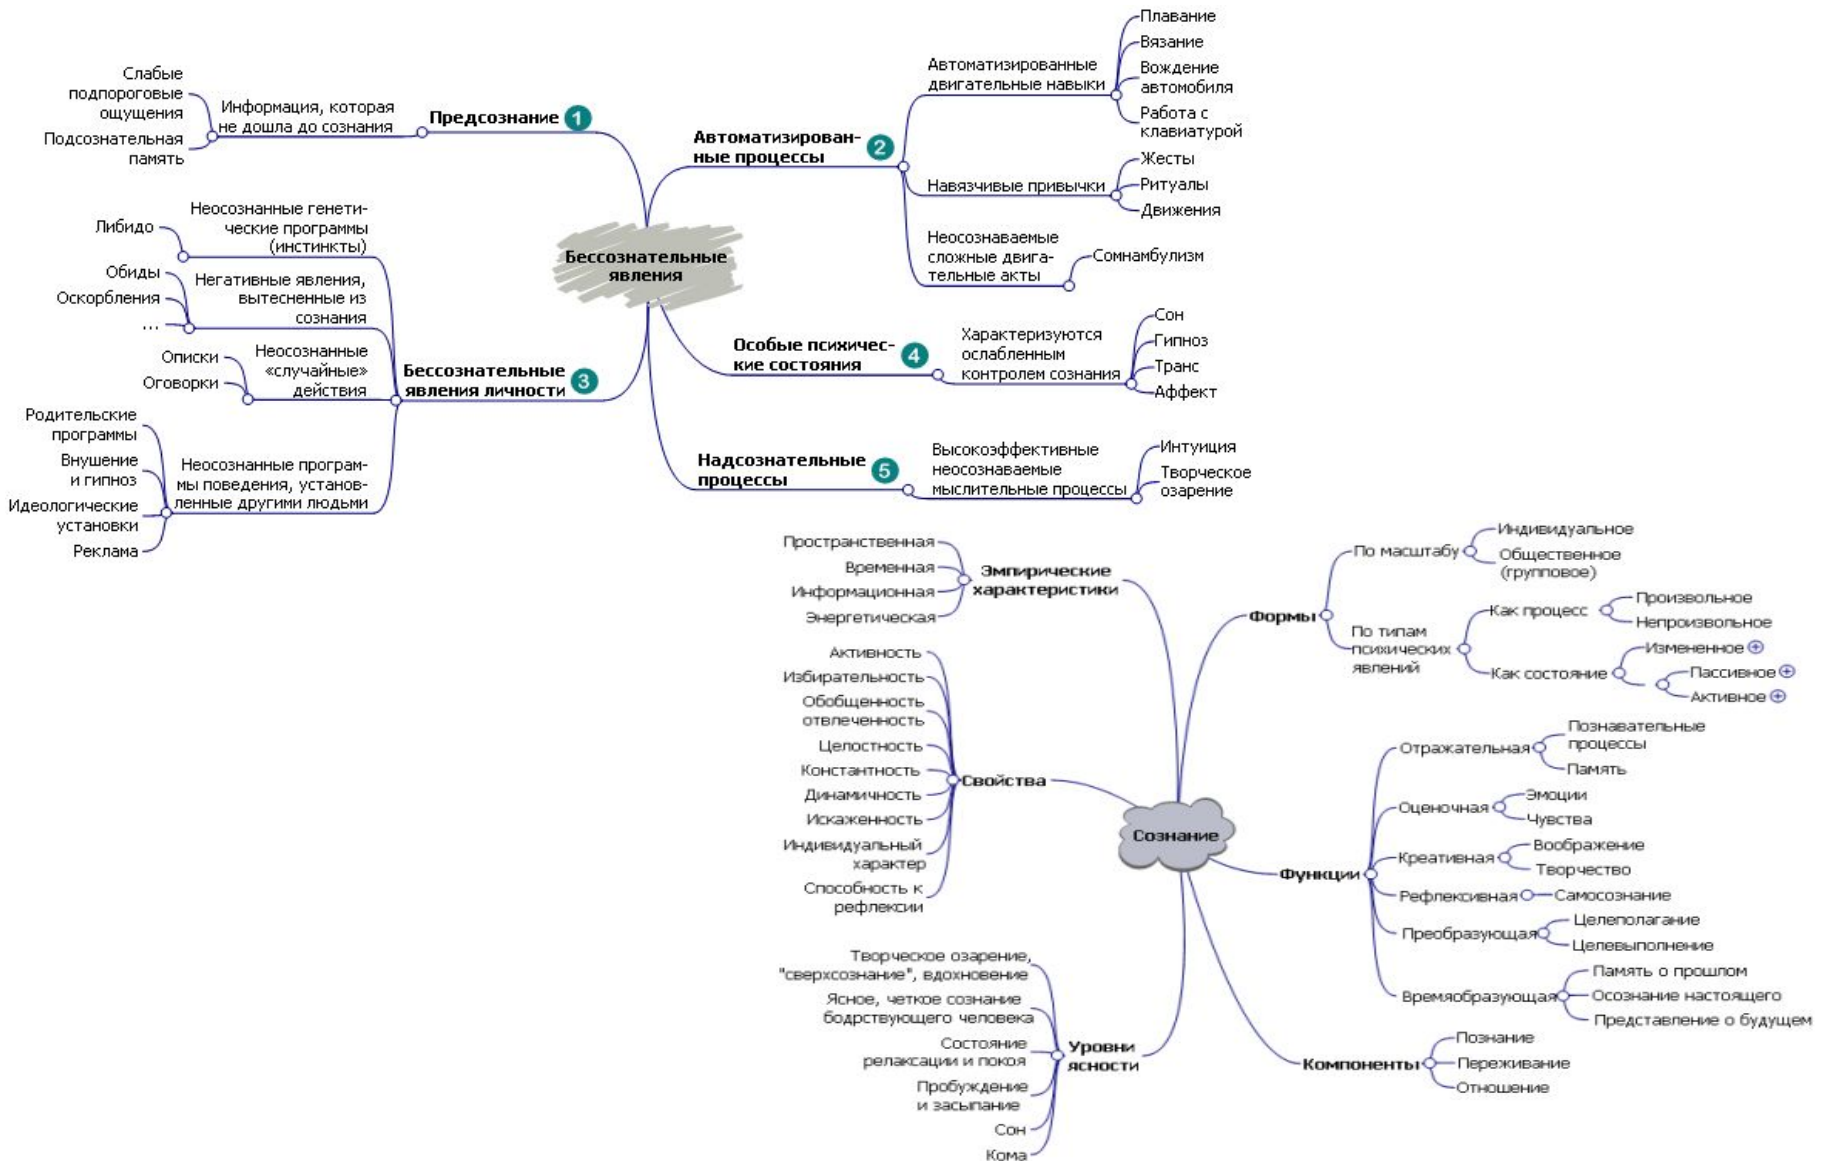 Бессознательные
явления
Предсознание 1
Информация, которая
не дошла до сознания
Слабые
подпороговые
ощущения
Подсознательная
память
Автоматизирован-
ные процессы 2
Автоматизированные
двигательные навыки
Плавание
Вязание
Вождение
автомобиля
Работа с
клавиатурой
Навязчивые привычки
Жесты
Ритуалы
Движения
Неосознаваемые
сложные двига-
тельные акты
Сомнамбулизм
Бессознательные
явления личности 3
Неосознанные генети-
ческие программы
(инстинкты)
Либидо
Негативные явления,
вытесненные из
сознания
Обиды
Оскорбления
...
Неосознанные
«случайные»
действия
Описки
Оговорки
Неосознанные програм-
мы поведения, установ-
ленные другими людьми
Родительские
программы
Внушение
и гипноз
Идеологические
установки
Реклама
Особые психичес-
кие состояния 4
Характеризуются
ослабленным
контролем сознания
Сон
Гипноз
Транс
Аффект
Надсознательные
процессы 5
Высокоэффективные
неосознаваемые
мыслительные процессы
Интуиция
Творческое
озарение
Сознание
Эмпирические
характеристики
Пространственная
Временная
Информационная
Энергетическая
Свойства
Активность
Избирательность
Обобщенность
отвлеченность
Целостность
Константность
Динамичность
Искаженность
Индивидуальный
характер
Способность к
рефлексии
Уровни
ясности
Творческое озарение,
"сверхсознание", вдохновение
Ясное, четкое сознание
бодрствующего человека
Состояние
релаксации и покоя
Пробуждение
и засыпание
Сон
Кома
Формы
По масштабу
Индивидуальное
Общественное
(групповое)
По типам
психических
явлений
Как процесс
Произвольное
Непроизвольное
Как состояние
Измененное
Пассивное
Активное
Функции
Отражательная
Познавательные
процессы
Память
Оценочная
Эмоции
Чувства
Креативная
Воображение
Творчество
Рефлексивная
Самосознание
Преобразующая
Целеполагание
Целевыполнение
Времяобразующая
Память о прошлом
Осознание настоящего
Представление о будущем
Компоненты
Познание
Переживание
Отношение